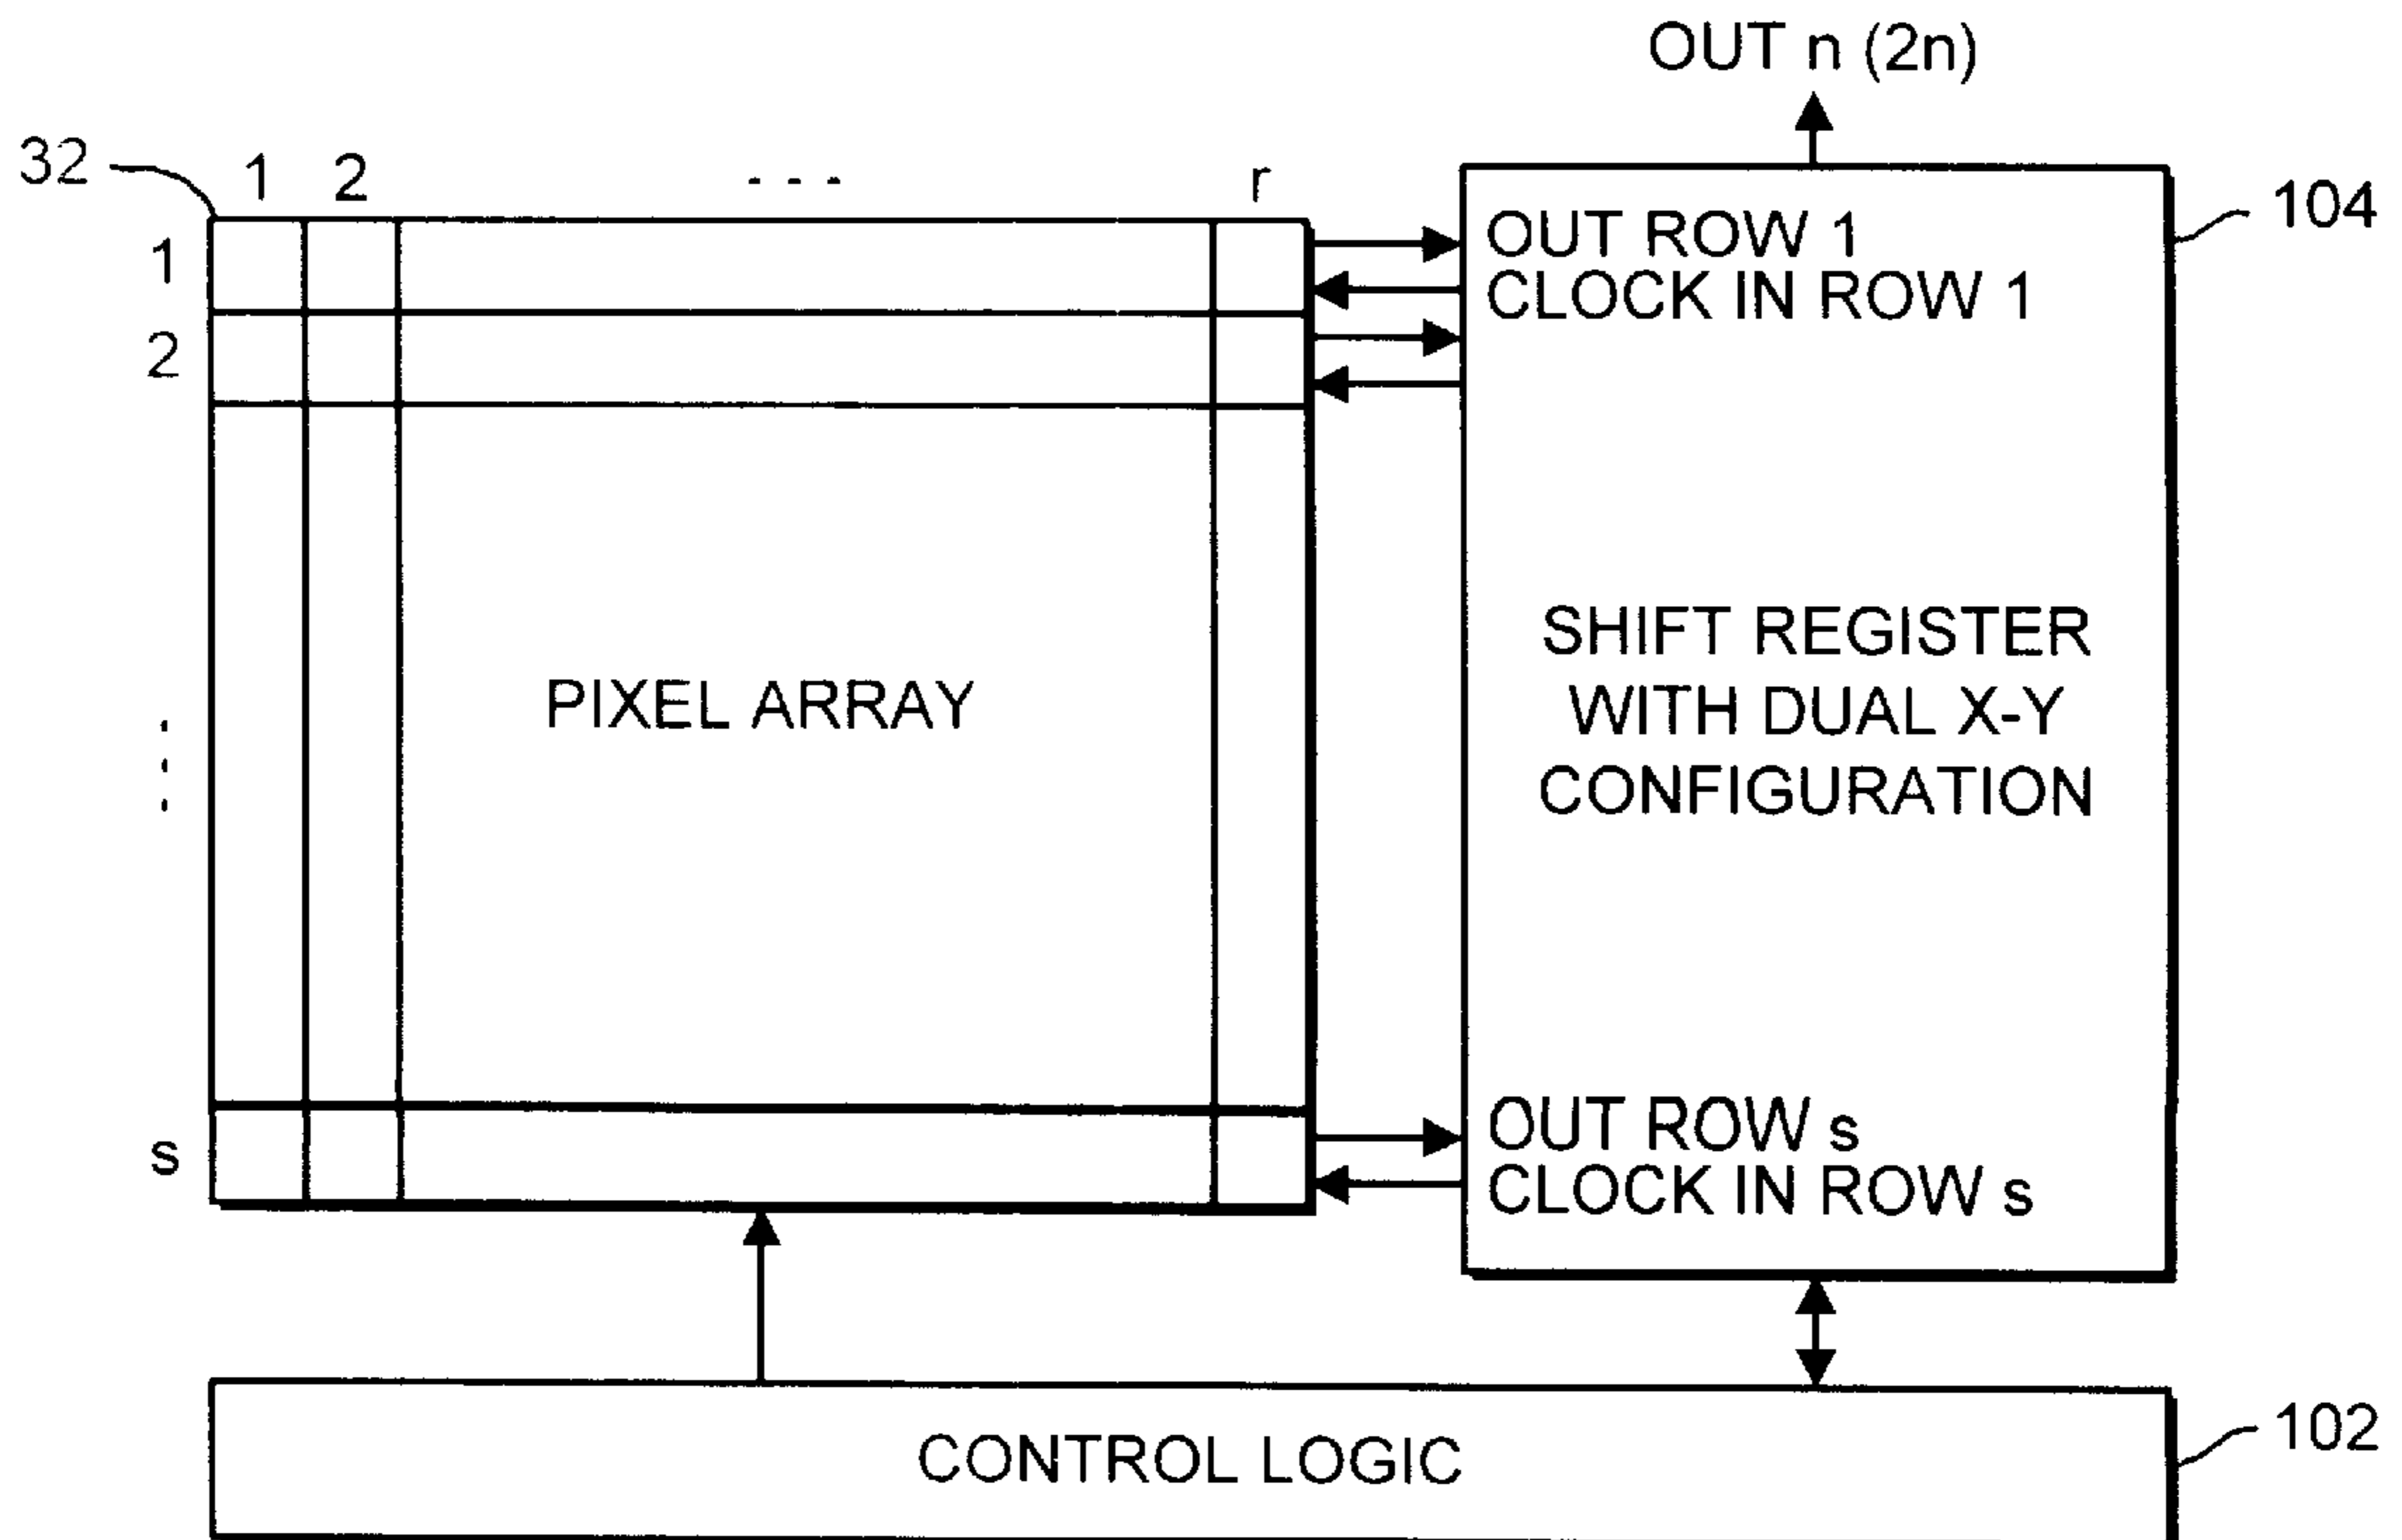 OUT n (2n)
32
1 2 - - - r
104
1
OUT ROW 1
CLOCK IN ROW 1
2
SHIFT REGISTER
WITH DUAL X-Y
CONFIGURATION
PIXEL ARRAY
- - -
s
OUT ROW s
CLOCK IN ROW s
CONTROL LOGIC
102